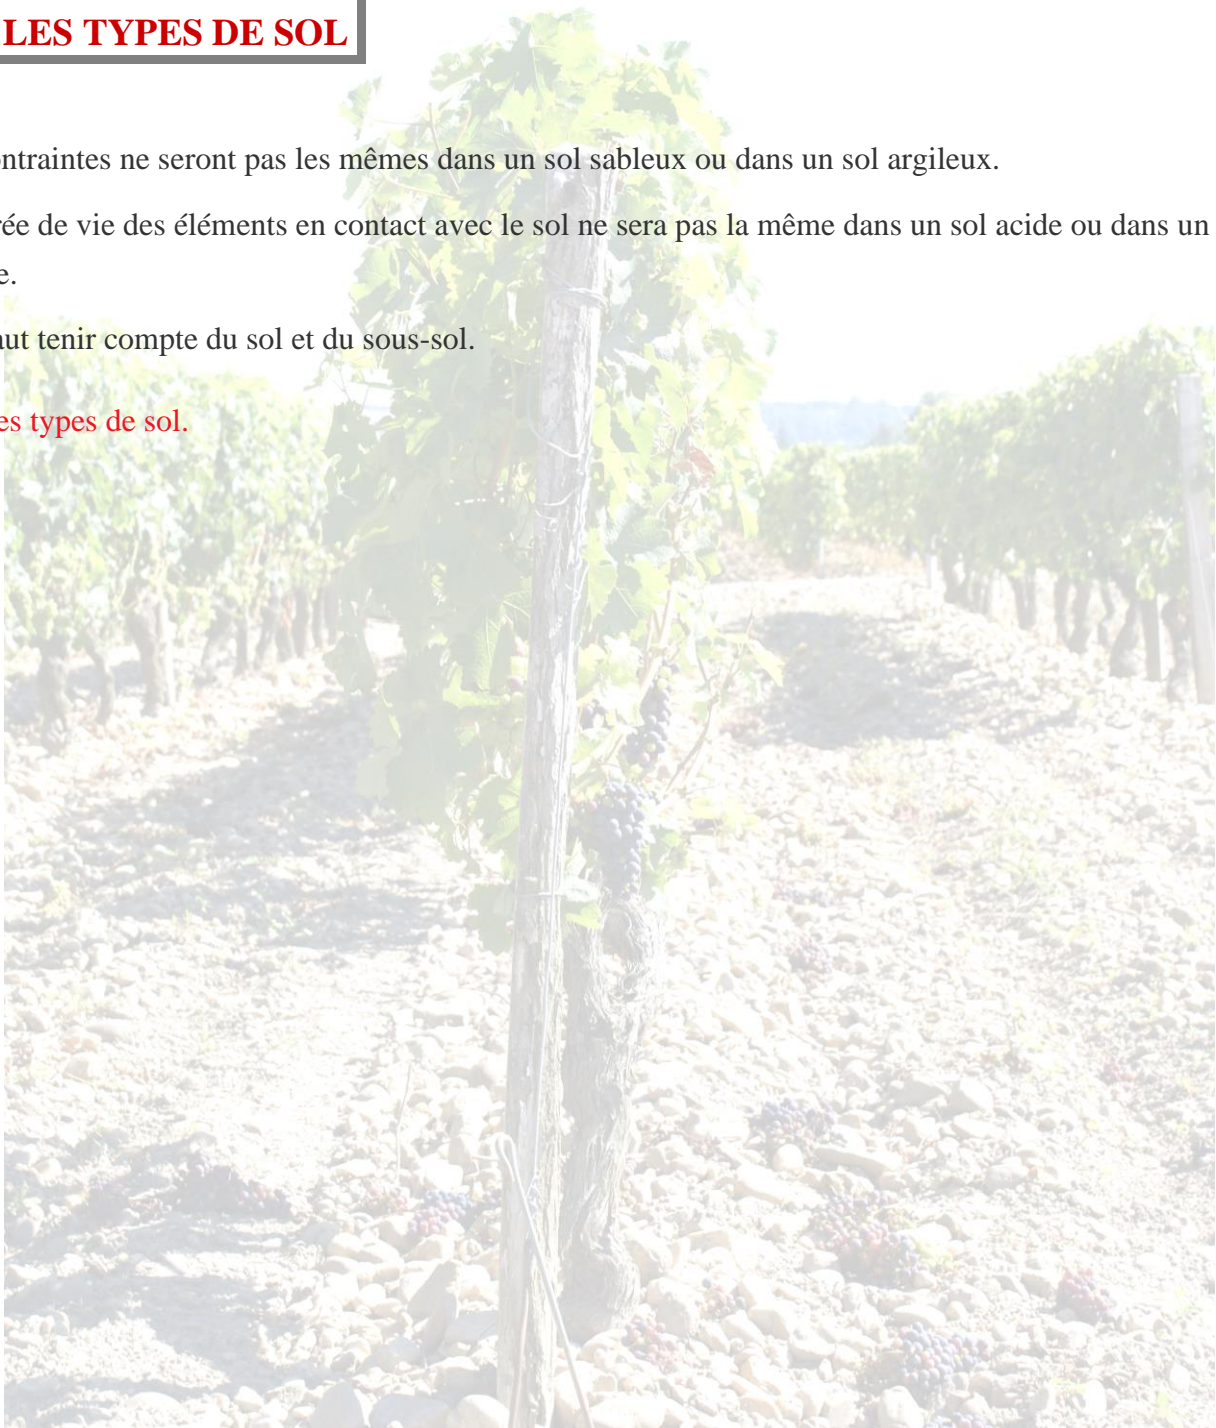 LES TYPES DE SOL
ontraintes ne seront pas les mêmes dans un sol sableux ou dans un sol argileux.
rée de vie des éléments en contact avec le sol ne sera pas la même dans un sol acide ou dans un
e.
aut tenir compte du sol et du sous-sol.
es types de sol.